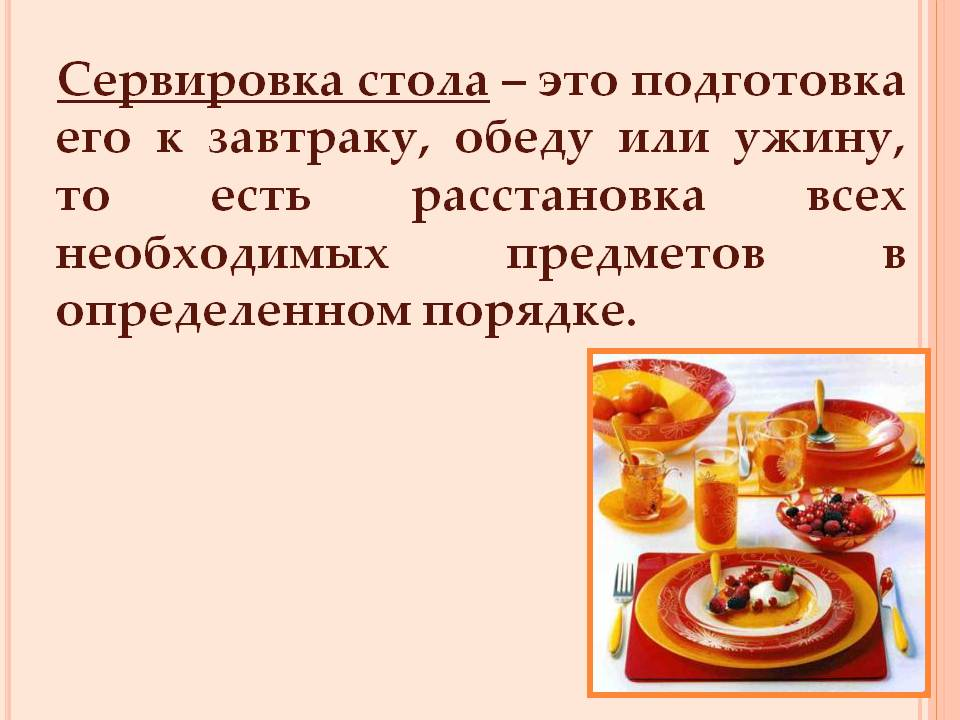 Сервировка стола – это подготовка
его к завтраку, обеду или ужину,
то есть расстановка всех
необходимых предметов в
определенном порядке.